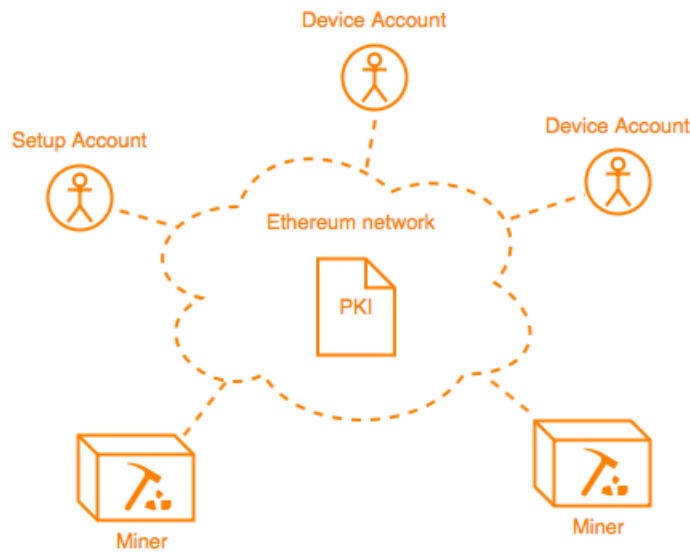 Device Account
Setup Account
Device Account
Ethereum network
PKI
Miner
Miner